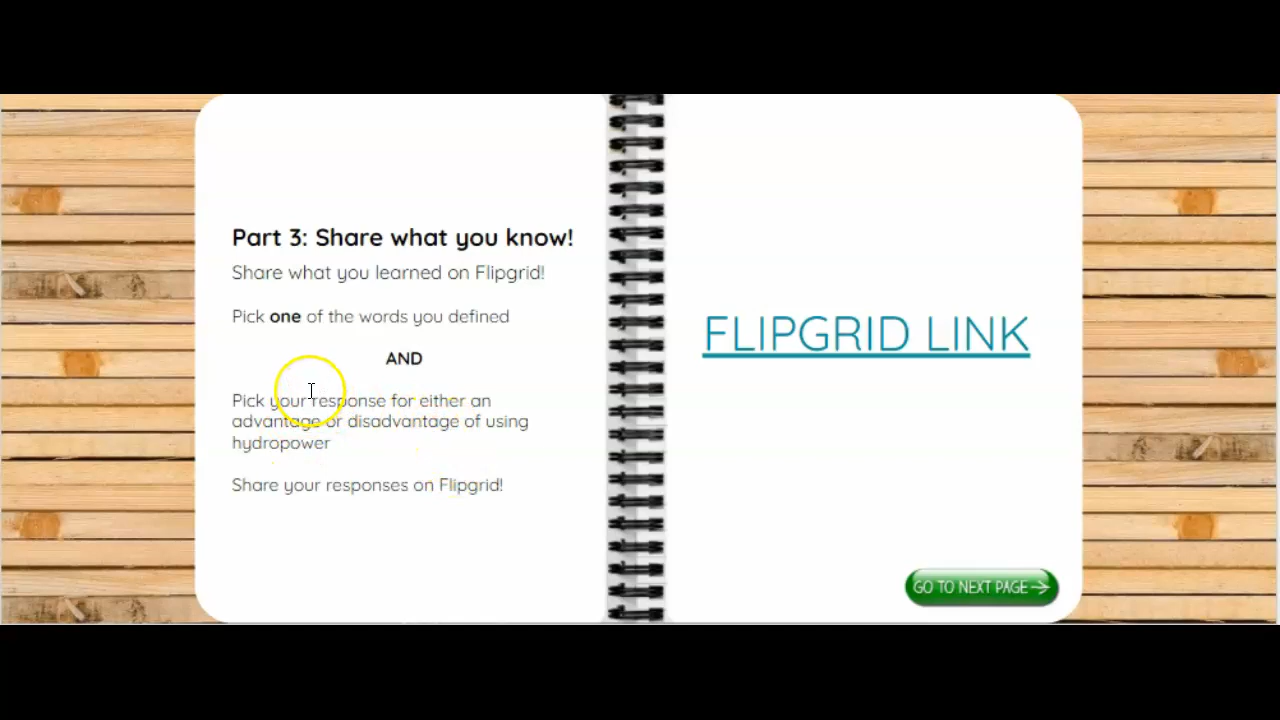 Part 3: Share what you know!
Share what you learned on Flipgrid!
Pick one of the words you defined
AND
Pick your response for either an
advantage or disadvantage of using
hydropower
Share your responses on Flipgrid!
FLIPGRID LINK
GO TO NEXT PAGE